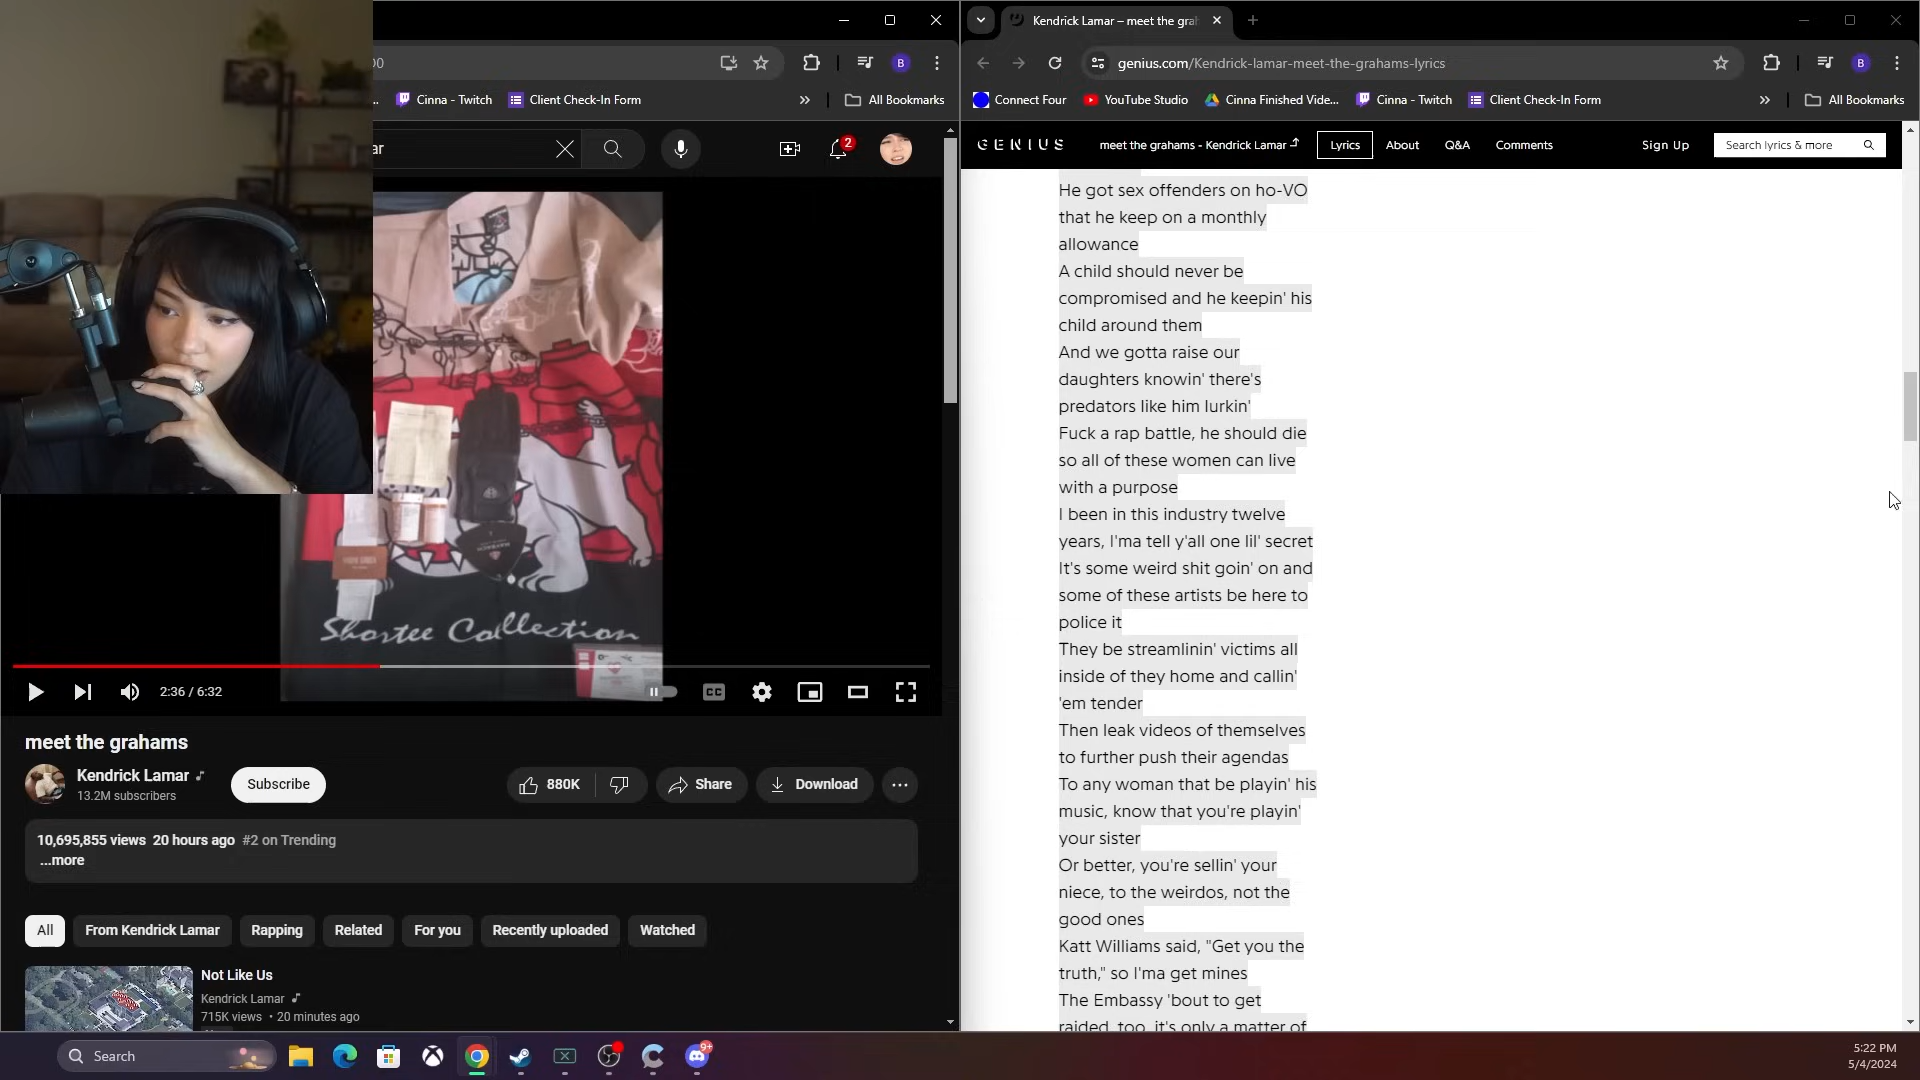 Kendrick Lamar – meet the gra
genius.com/Kendrick-lamar-meet-the-grahams-lyrics
B
B
Cinna - Twitch
Client Check-In Form
All Bookmarks
Connect Four
YouTube Studio
Cinna Finished Vide...
Cinna - Twitch
Client Check-In Form
All Bookmarks
ar
2
GENIUS
meet the grahams - Kendrick Lamar
Lyrics
About
Q&A
Comments
Sign Up
Search lyrics & more
He got sex offenders on ho-VO
that he keep on a monthly
allowance
A child should never be
compromised and he keepin' his
child around them
And we gotta raise our
daughters knowin' there's
predators like him lurkin'
Fuck a rap battle, he should die
so all of these women can live
with a purpose
I been in this industry twelve
years, I'ma tell y'all one lil' secret
It's some weird shit goin' on and
some of these artists be here to
police it
They be streamlinin' victims all
inside of they home and callin'
'em tender
Then leak videos of themselves
to further push their agendas
To any woman that be playin' his
music, know that you're playin'
your sister
Or better, you're sellin' your
niece, to the weirdos, not the
good ones
Katt Williams said, "Get you the
truth," so I'ma get mines
The Embassy 'bout to get
raided, too, it's only a matter of
Shortee Collection
2:36 / 6:32
CC
meet the grahams
Kendrick Lamar
13.2M subscribers
Subscribe
880K
Share
Download
10,695,855 views 20 hours ago #2 on Trending
...more
All
From Kendrick Lamar
Rapping
Related
For you
Recently uploaded
Watched
Not Like Us
Kendrick Lamar
715K views • 20 minutes ago
Search
9+
5:22 PM
5/4/2024